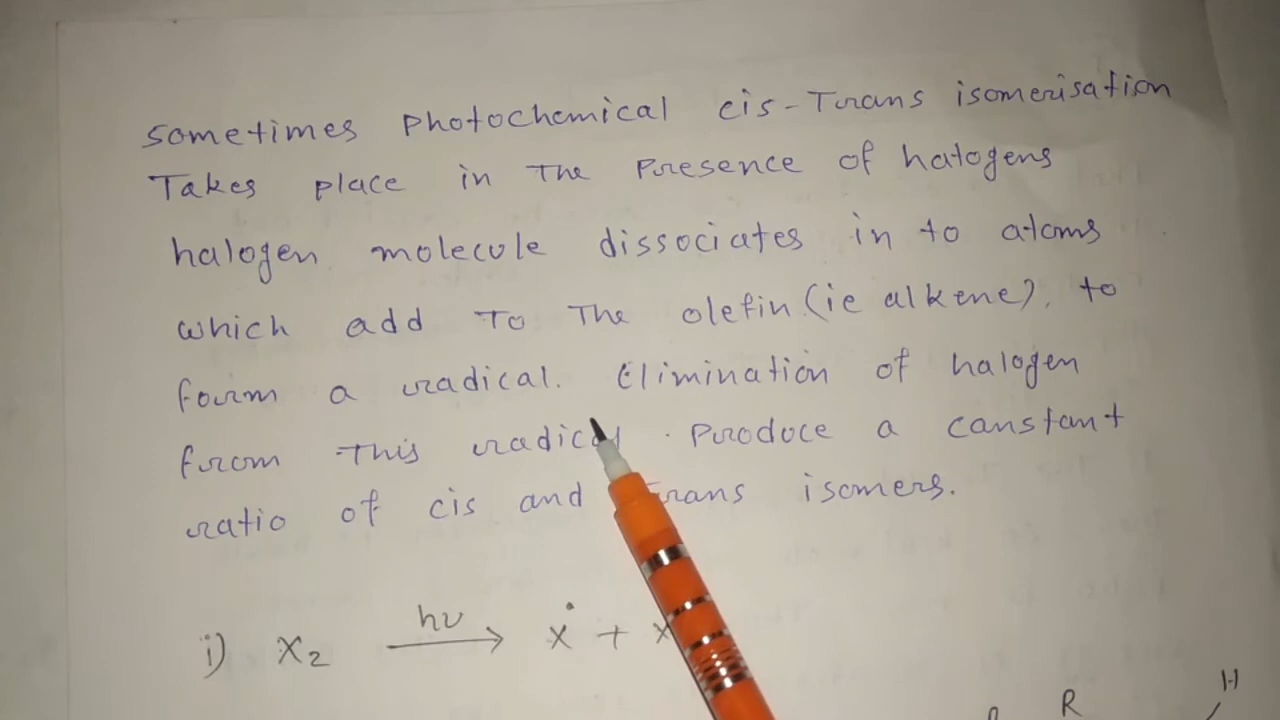 sometimes photochemical cis-Trans isomerisation
Takes place in The Presence of halogens
halogen molecule dissociates in to atoms
which add To The olefin (ie alkene), to
form a radical. Elimination of halogen
from This radical Produce a constant
ratio of cis and trans isomers.
i) X₂ hν → Ẋ + X
R
H